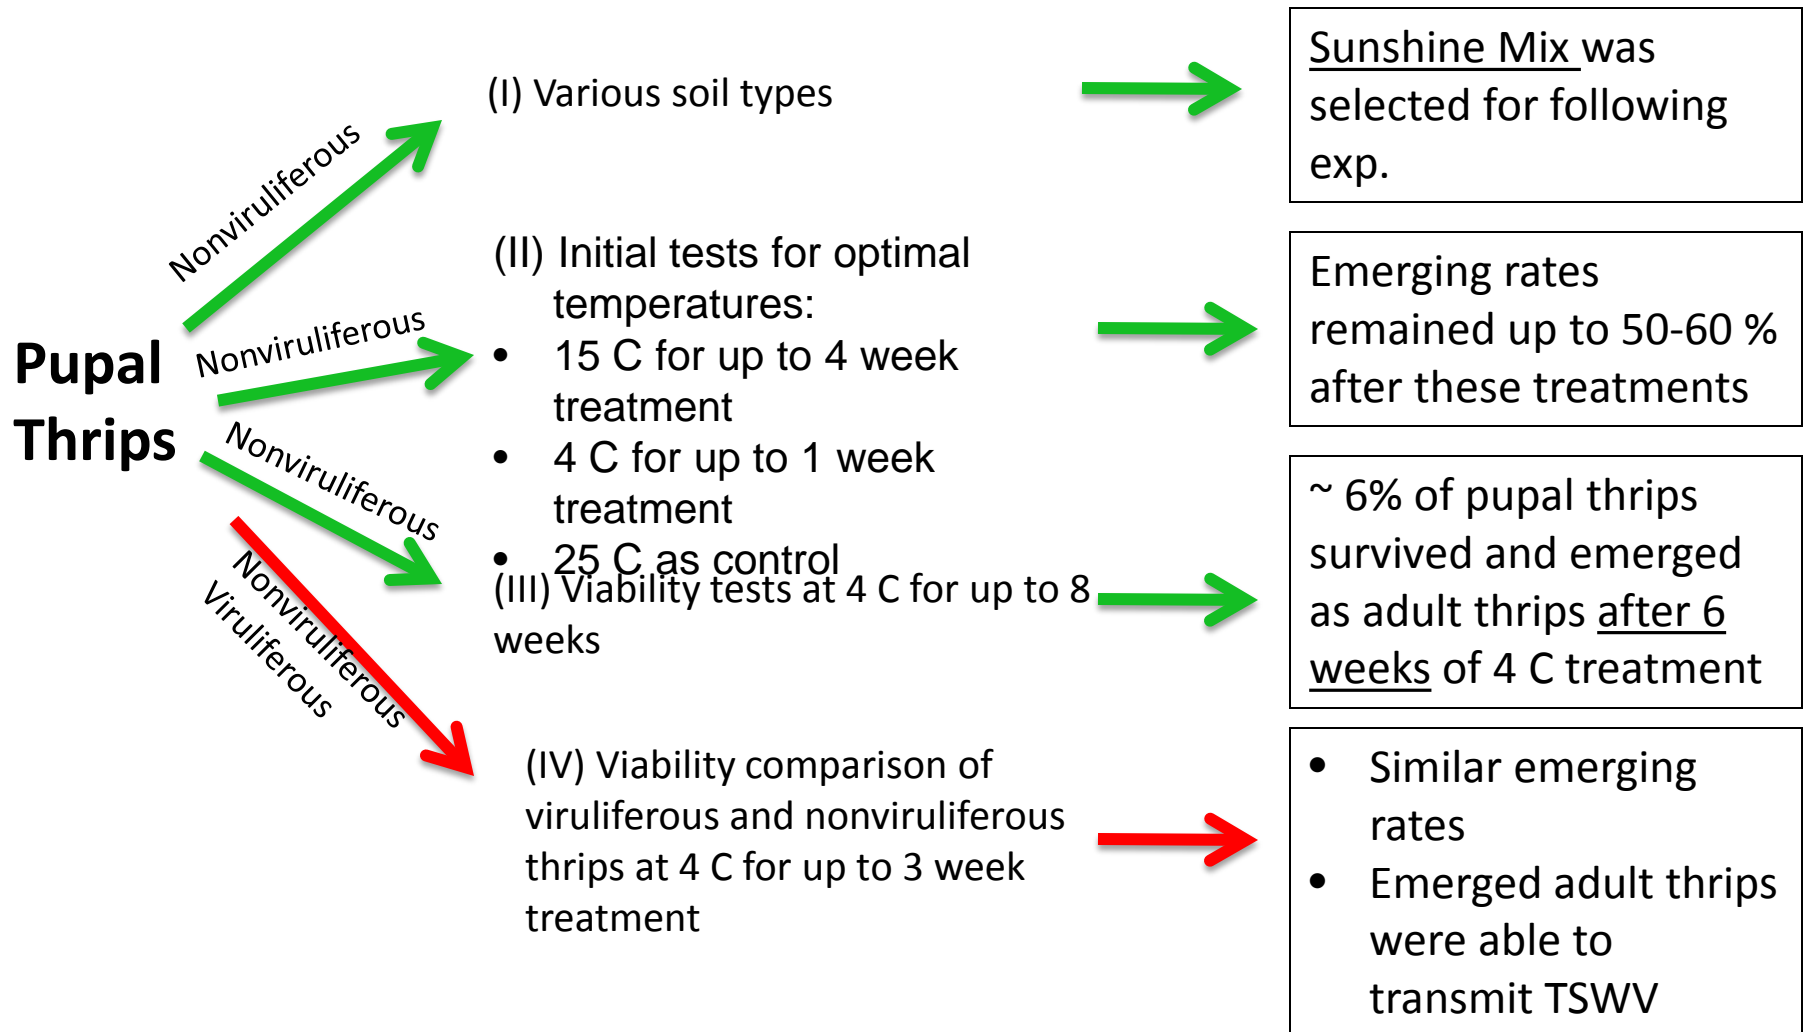 Pupal
Thrips
Nonviruliferous
(I) Various soil types
Sunshine Mix was
selected for following
exp.
Nonviruliferous
(II) Initial tests for optimal
temperatures:
• 15 C for up to 4 week
treatment
• 4 C for up to 1 week
treatment
• 25 C as control
Emerging rates
remained up to 50-60 %
after these treatments
Nonviruliferous
(III) Viability tests at 4 C for up to 8
weeks
~ 6% of pupal thrips
survived and emerged
as adult thrips after 6
weeks of 4 C treatment
Nonviruliferous
Viruliferous
(IV) Viability comparison of
viruliferous and nonviruliferous
thrips at 4 C for up to 3 week
treatment
• Similar emerging
rates
• Emerged adult thrips
were able to
transmit TSWV